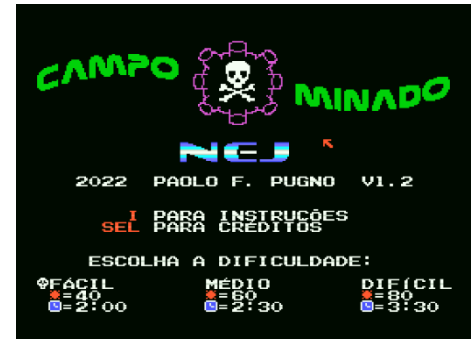 CAMPO MINADO
NEJ
2022 PAOLO F. PUGNO V1.2
I PARA INSTRUÇÕES
SEL PARA CRÉDITOS
ESCOLHA A DIFICULDADE:
FÁCIL MÉDIO DIFÍCIL
=40 =60 =80
=2:00 =2:30 =3:30